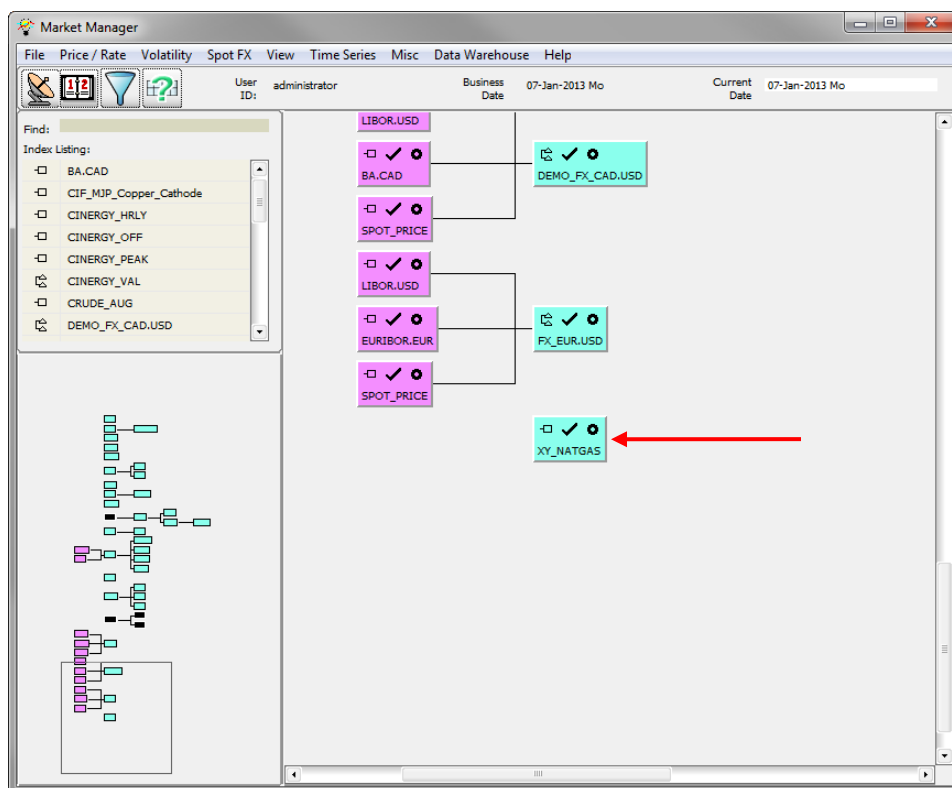 Market Manager
File Price / Rate Volatility Spot FX View Time Series Misc Data Warehouse Help
User ID: administrator
Business Date 07-Jan-2013 Mo
Current Date 07-Jan-2013 Mo
Find:
Index Listing:
BA.CAD
CIF_MJP_Copper_Cathode
CINERGY_HRLY
CINERGY_OFF
CINERGY_PEAK
CINERGY_VAL
CRUDE_AUG
DEMO_FX_CAD.USD
LIBOR.USD
BA.CAD
DEMO_FX_CAD.USD
SPOT_PRICE
LIBOR.USD
EURIBOR.EUR
FX_EUR.USD
SPOT_PRICE
XY_NATGAS